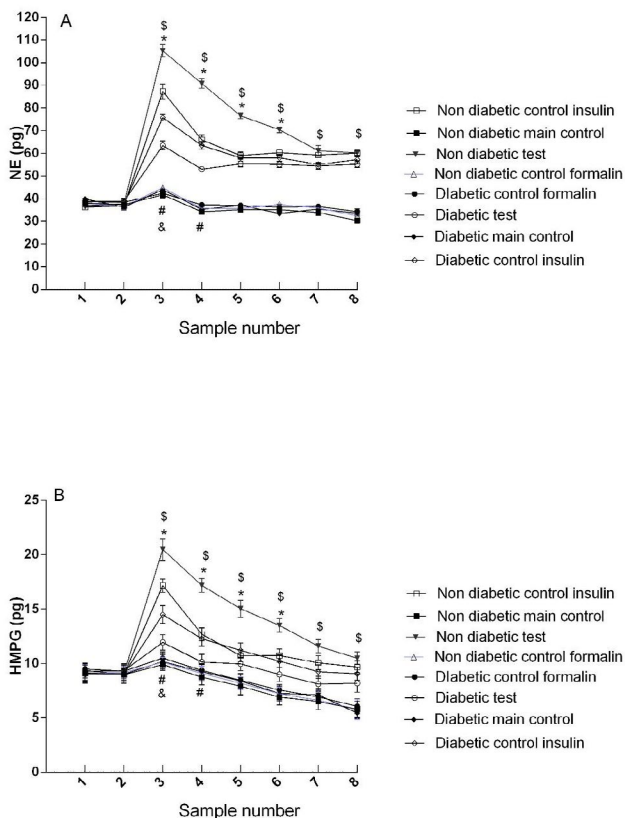 A
120
110
100
90
80
70
60
50
40
30
20
10
0
NE (pg)
$ $ $ $ $ $
* * * *
# #
&
1 2 3 4 5 6 7 8
Sample number
Non diabetic control insulin
Non diabetic main control
Non diabetic test
Non diabetic control formalin
DIabetic control formalin
Diabetic test
Diabetic main control
Diabetic control insulin
B
25
20
15
10
5
0
HMPG (pg)
$ $ $ $ $ $
* * * *
# #
&
1 2 3 4 5 6 7 8
Sample number
Non diabetic control insulin
Non diabetic main control
Non diabetic test
Non diabetic control formalin
DIabetic control formalin
Diabetic test
Diabetic main control
Diabetic control insulin